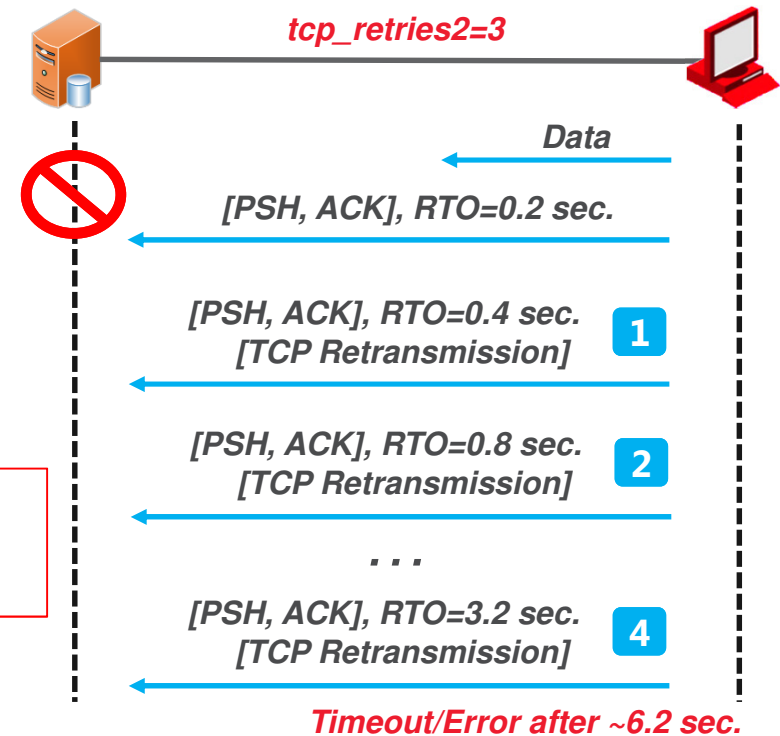 tcp_retries2=3
Data
[PSH, ACK], RTO=0.2 sec.
[PSH, ACK], RTO=0.4 sec.
[TCP Retransmission]
1
[PSH, ACK], RTO=0.8 sec.
[TCP Retransmission]
2
. . .
[PSH, ACK], RTO=3.2 sec.
[TCP Retransmission]
4
Timeout/Error after ~6.2 sec.